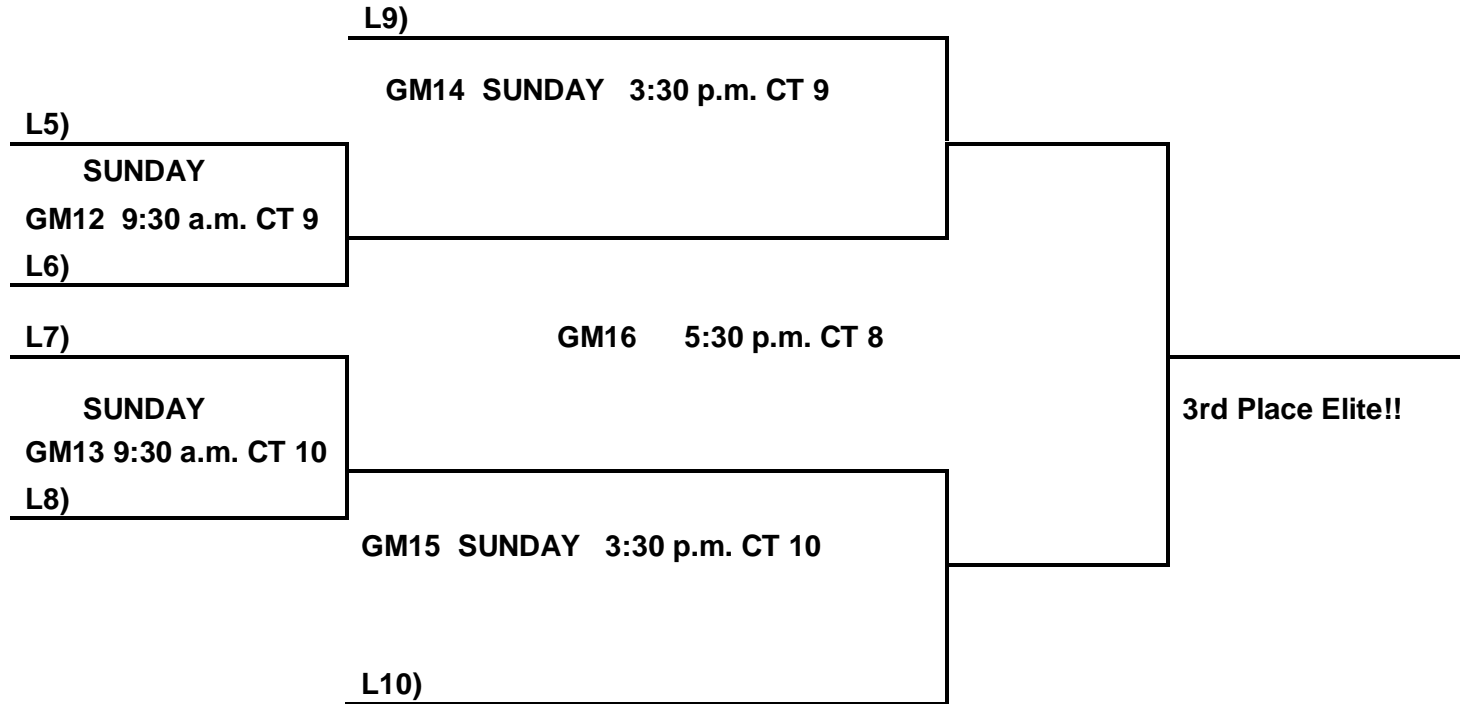 L9)
GM14 SUNDAY 3:30 p.m. CT 9
L5)
SUNDAY
GM12 9:30 a.m. CT 9
L6)
L7)
GM16 5:30 p.m. CT 8
SUNDAY
3rd Place Elite!!
GM13 9:30 a.m. CT 10
L8)
GM15 SUNDAY 3:30 p.m. CT 10
L10)